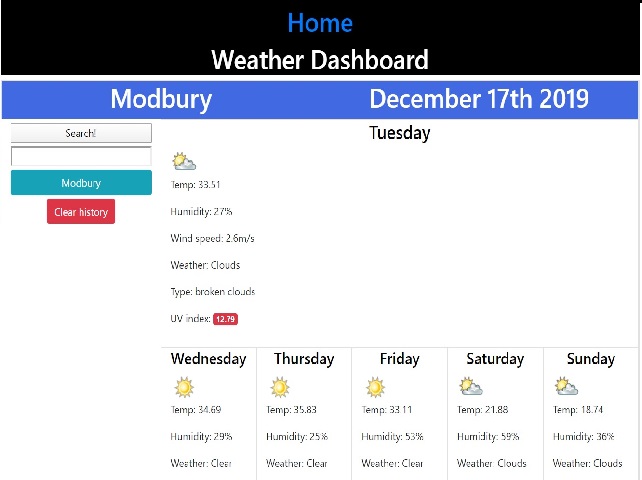 Home
Weather Dashboard
Modbury December 17th 2019
Search!
Modbury
Clear history
Tuesday
Temp: 33.51
Humidity: 27%
Wind speed: 2.6m/s
Weather: Clouds
Type: broken clouds
UV index: 12.79
Wednesday Thursday Friday Saturday Sunday
Temp: 34.69 Temp: 35.83 Temp: 33.11 Temp: 21.88 Temp: 18.74
Humidity: 29% Humidity: 25% Humidity: 53% Humidity: 59% Humidity: 36%
Weather: Clear Weather: Clear Weather: Clear Weather: Clouds Weather: Clouds